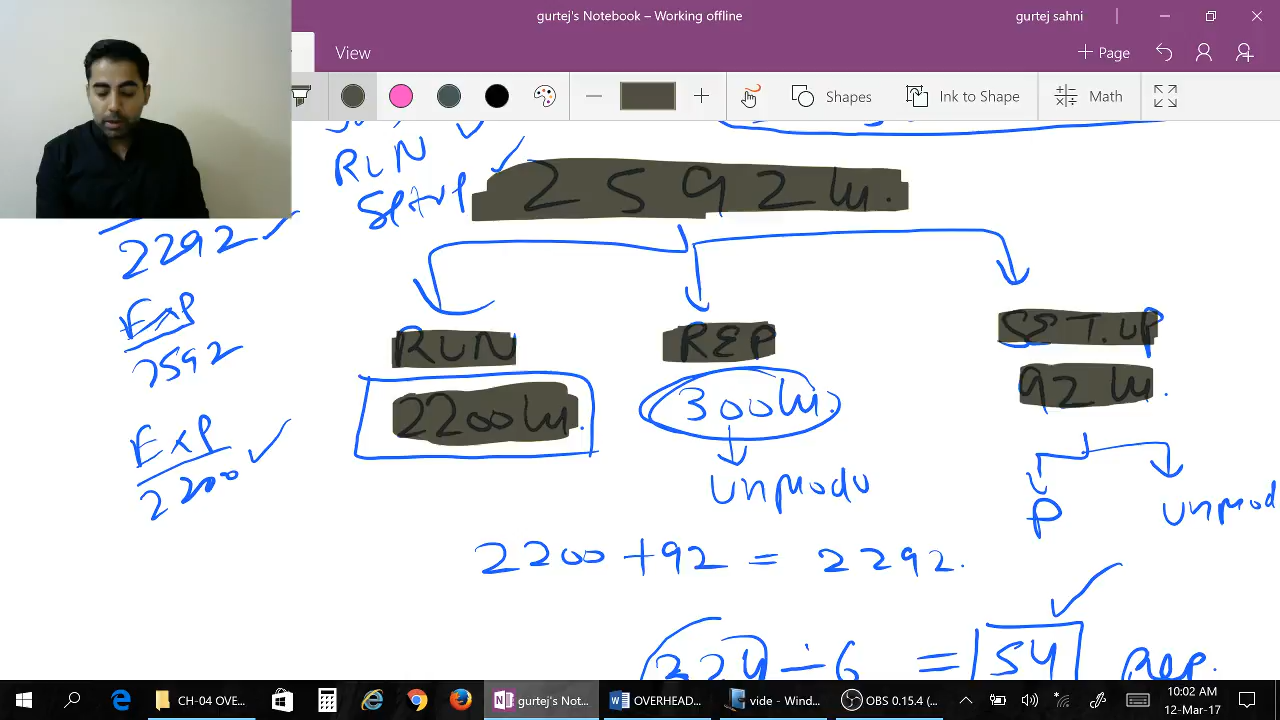 gurtej's Notebook – Working offline
gurtej sahni
View
Page
Shapes
Ink to Shape
Math
RUN
Setup
2592 hr.
2292
EXP
2592
EXP
2200
RUN
REP
SET.UP
2200 hr.
300 hr.
92 hr.
unprodu
P
unprod
2200 + 92 = 2292.
324 ÷ 6 = 54 Rep.
CH-04 OVE...
gurtej's Notebo...
OVERHEAD...
vide - Wind...
OBS 0.15.4 (...
10:02 AM
12-Mar-17